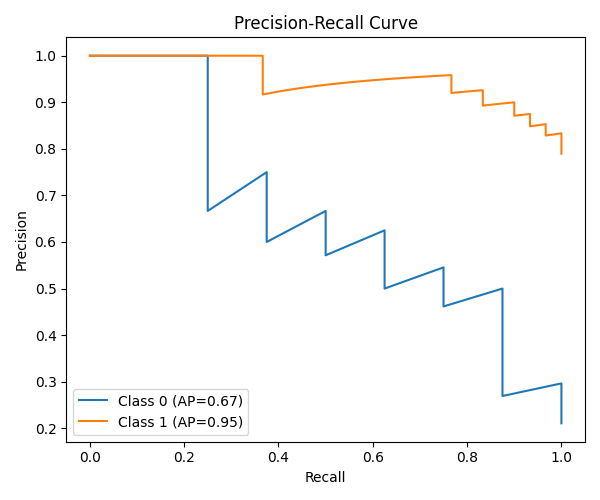 Precision-Recall Curve
1.0
0.9
0.8
0.7
0.6
0.5
0.4
0.3
0.2
Precision
Class 0 (AP=0.67)
Class 1 (AP=0.95)
0.0 0.2 0.4 0.6 0.8 1.0
Recall